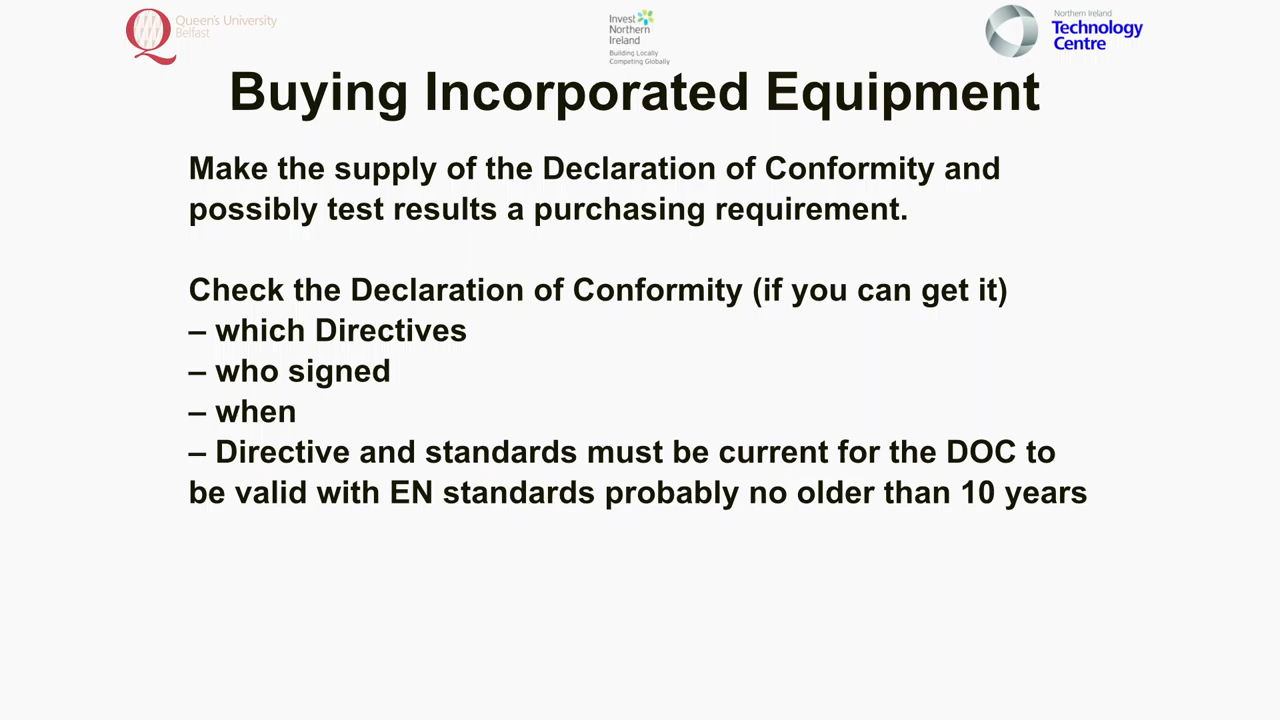 Queen's University
Belfast
Invest
Northern
Ireland
Building Locally
Competing Globally
Northern Ireland
Technology
Centre
Buying Incorporated Equipment
Make the supply of the Declaration of Conformity and
possibly test results a purchasing requirement.
Check the Declaration of Conformity (if you can get it)
– which Directives
– who signed
– when
– Directive and standards must be current for the DOC to
be valid with EN standards probably no older than 10 years